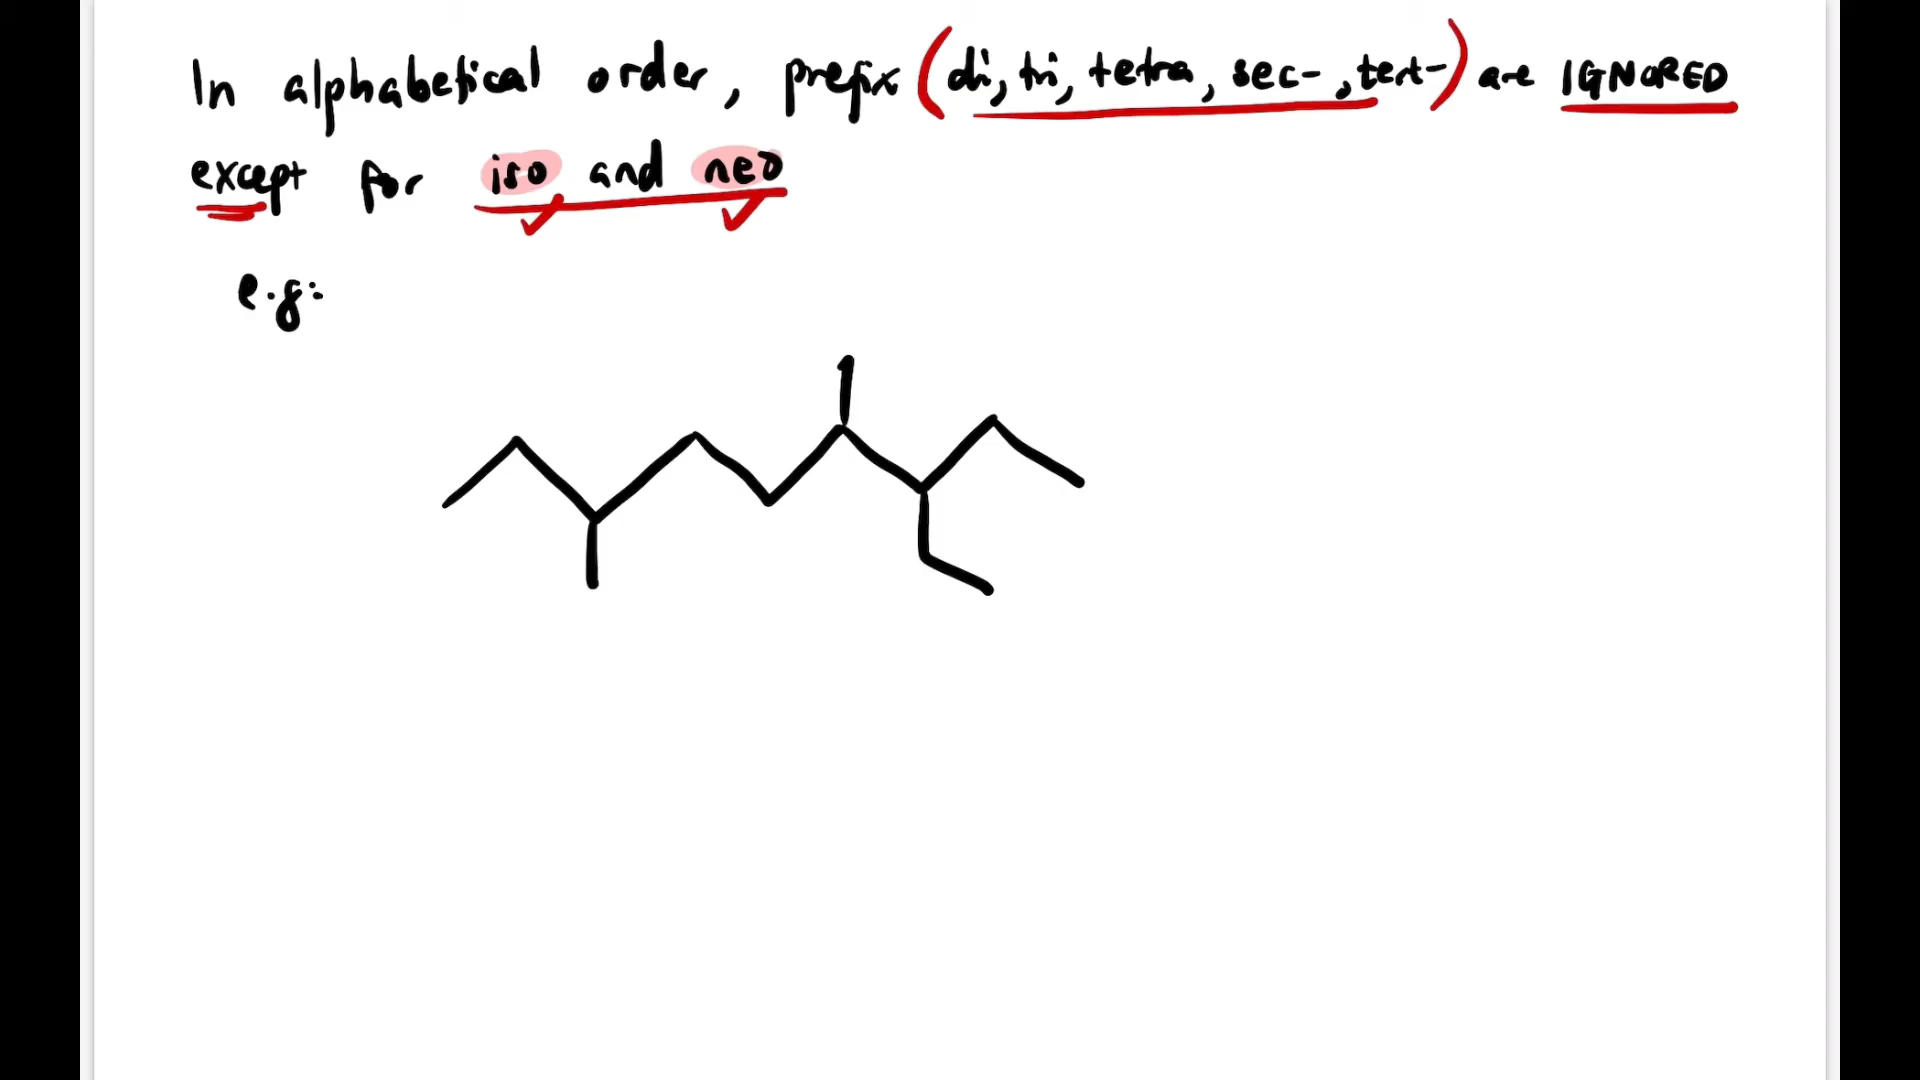 In alphabetical order, prefix (di, tri, tetra, sec-, tert-) are IGNORED
except for iso and neo
e.g: